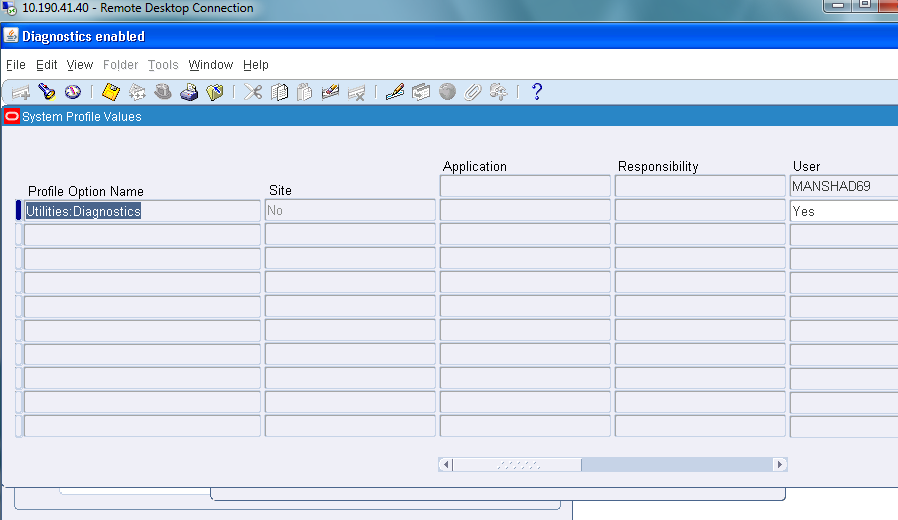 10.190.41.40 - Remote Desktop Connection
Diagnostics enabled
File Edit View Folder Tools Window Help
?
System Profile Values
Application Responsibility User
Profile Option Name Site MANSHAD69
Utilities:Diagnostics No Yes